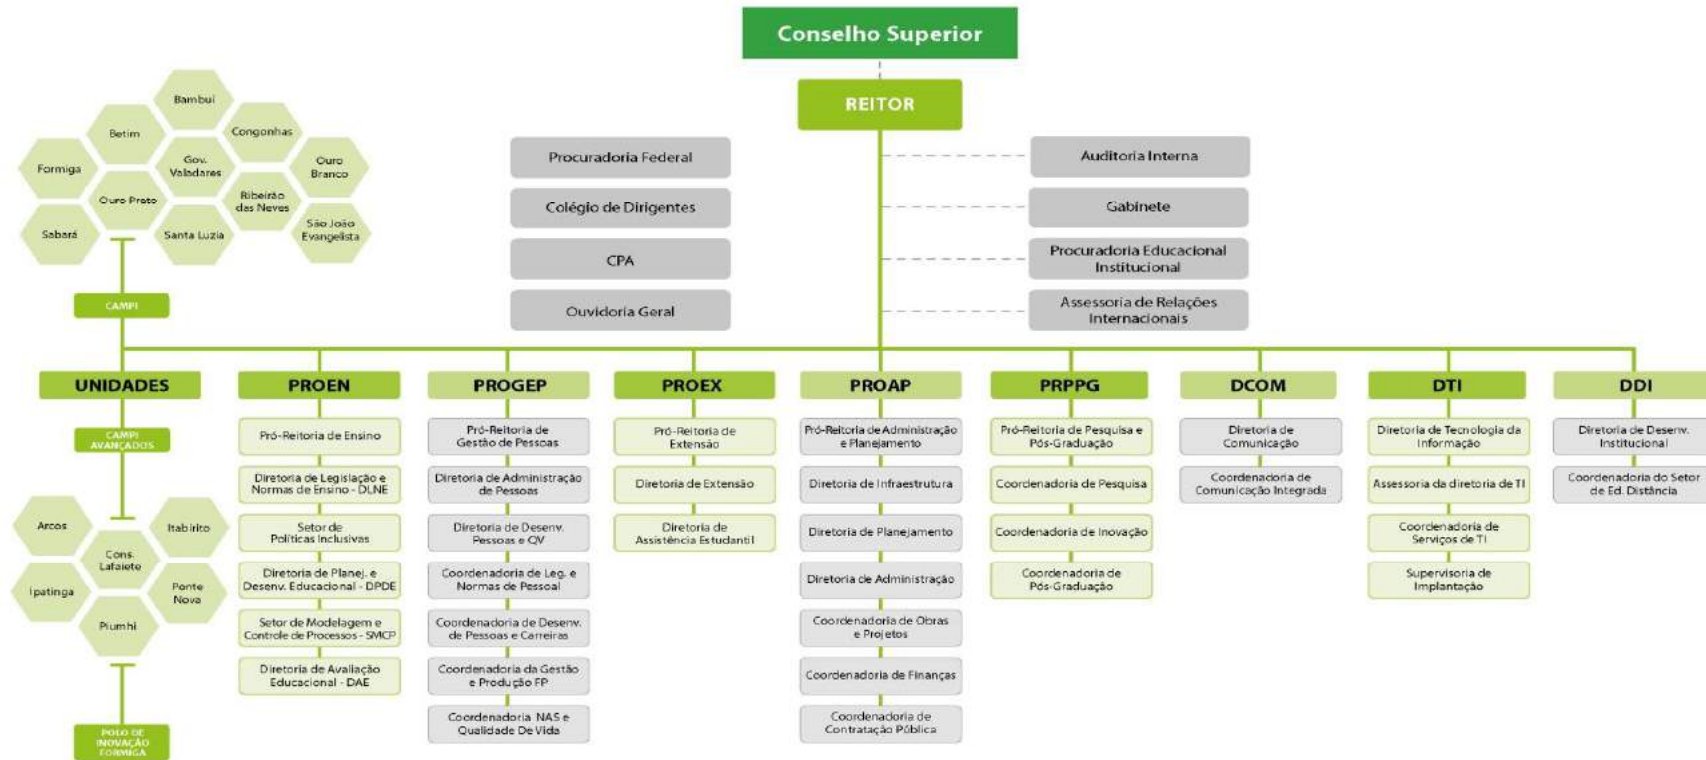 Conselho Superior
REITOR
Procuradoria Federal
Colégio de Dirigentes
CPA
Ouvidoria Geral
Auditoria Interna
Gabinete
Procuradoria Educacional
Institucional
Assessoria de Relações
Internacionais
Bambuí
Betim
Congonhas
Formiga
Gov.
Valadares
Ouro
Branco
Ouro Preto
Ribeirão
das Neves
Sabará
Santa Luzia
São João
Evangelista
CAMPI
UNIDADES
CAMPI
AVANÇADOS
Arcos
Itabirito
Cons.
Lafaiete
Ipatinga
Ponte
Nova
Piumhi
POLO DE
INOVAÇÃO
FORMIGA
PROEN
Pró-Reitoria de Ensino
Diretoria de Legislação e
Normas de Ensino - DLNE
Setor de
Políticas Inclusivas
Diretoria de Planej. e
Desenv. Educacional - DPDE
Setor de Modelagem e
Controle de Processos - SMCP
Diretoria de Avaliação
Educacional - DAE
PROGEP
Pró-Reitoria de
Gestão de Pessoas
Diretoria de Administração
de Pessoas
Diretoria de Desenv.
Pessoas e QV
Coordenadoria de Leg. e
Normas de Pessoal
Coordenadoria de Desenv.
de Pessoas e Carreiras
Coordenadoria da Gestão
e Produção FP
Coordenadoria NAS e
Qualidade De Vida
PROEX
Pró-Reitoria de
Extensão
Diretoria de Extensão
Diretoria de
Assistência Estudantil
PROAP
Pró-Reitoria de Administração
e Planejamento
Diretoria de Infraestrutura
Diretoria de Planejamento
Diretoria de Administração
Coordenadoria de Obras
e Projetos
Coordenadoria de Finanças
Coordenadoria de
Contratação Pública
PRPPG
Pró-Reitoria de Pesquisa e
Pós-Graduação
Coordenadoria de Pesquisa
Coordenadoria de Inovação
Coordenadoria de
Pós-Graduação
DCOM
Diretoria de
Comunicação
Coordenadoria de
Comunicação Integrada
DTI
Diretoria de Tecnologia da
Informação
Assessoria da diretoria de TI
Coordenadoria de
Serviços de TI
Supervisoria de
Implantação
DDI
Diretoria de Desenv.
Institucional
Coordenadoria do Setor
de Ed. Distância